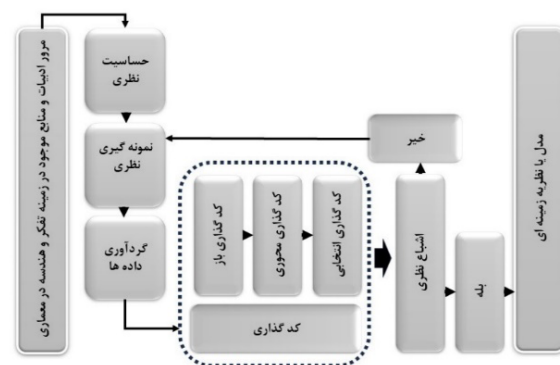 مرور ادبیات و منابع موجود در زمینه تفکر و هندسه در معماری
حساسیت
نظری
نمونه گیری
نظری
گردآوری
داده ها
کد گذاری باز
کد گذاری محوری
کد گذاری انتخابی
کد گذاری
خیر
اشباع نظری
بله
مدل یا نظریه زمینه ای